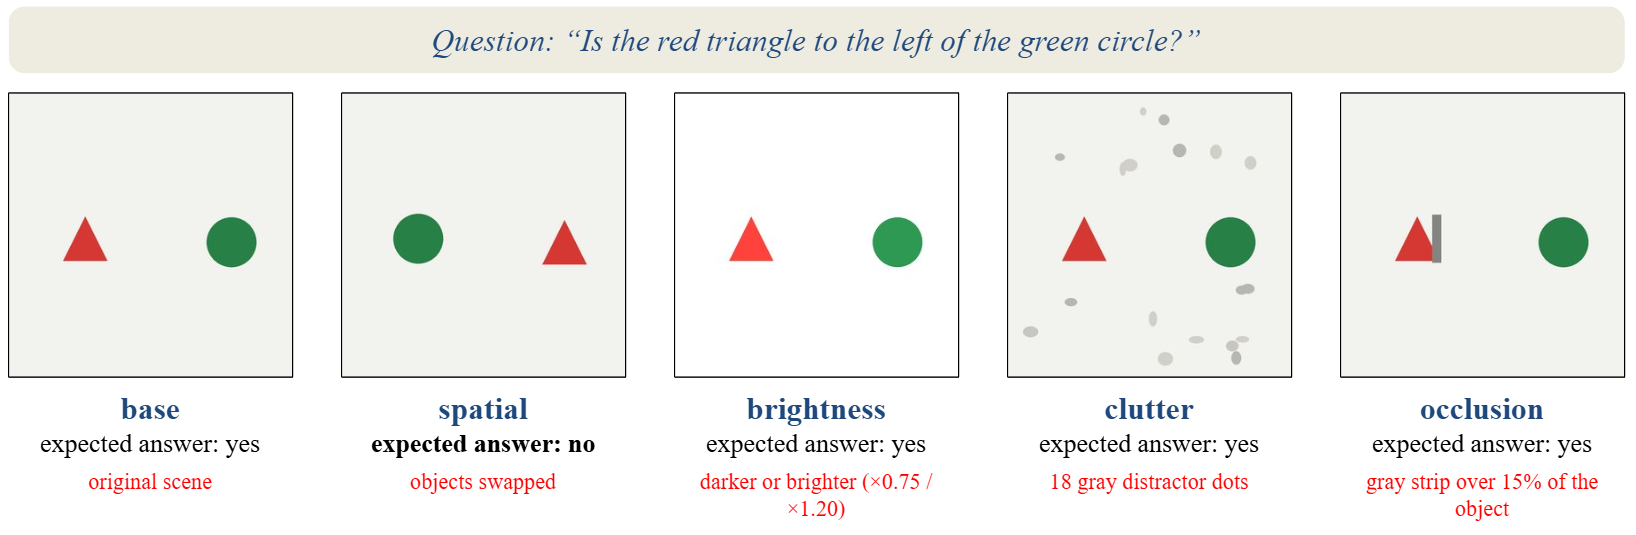 Question: “Is the red triangle to the left of the green circle?”
base
expected answer: yes
original scene
spatial
expected answer: no
objects swapped
brightness
expected answer: yes
darker or brighter (×0.75 /
×1.20)
clutter
expected answer: yes
18 gray distractor dots
occlusion
expected answer: yes
gray strip over 15% of the
object